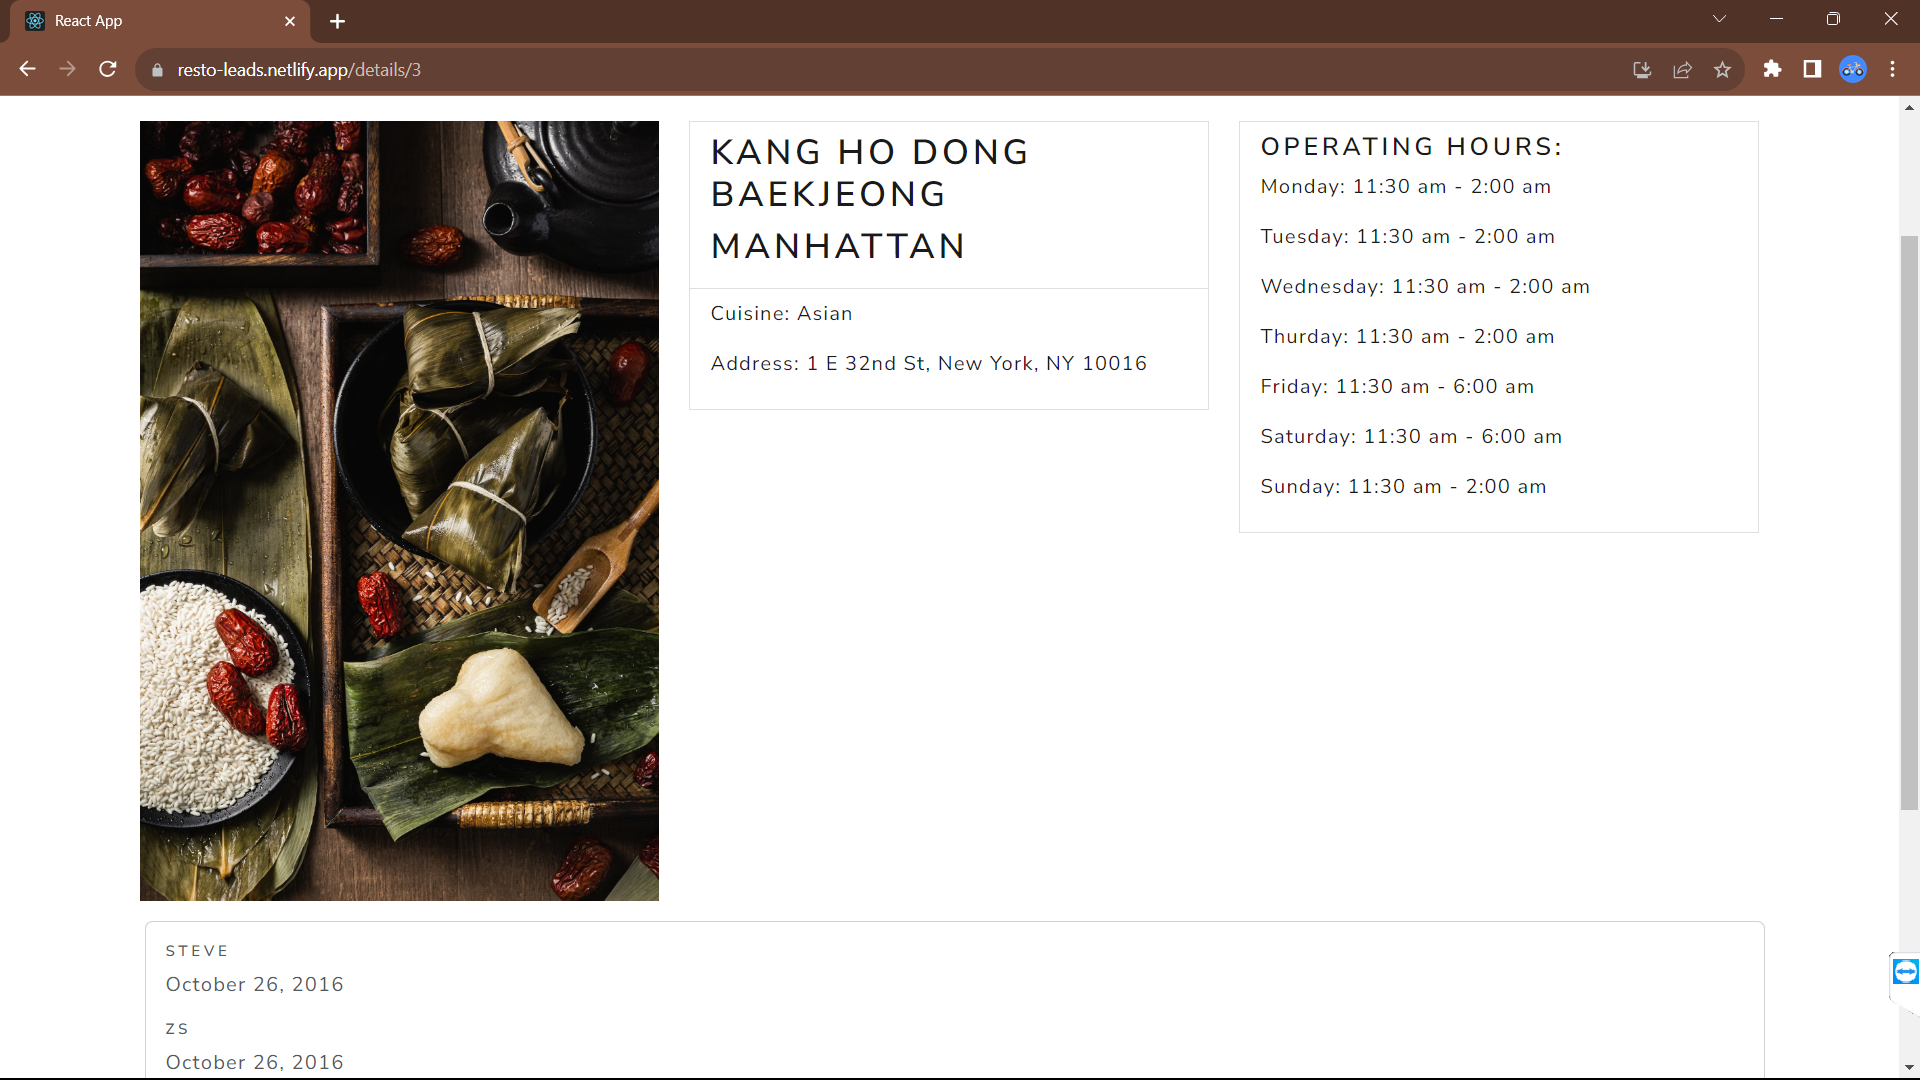 React App
resto-leads.netlify.app/details/3
KANG HO DONG
BAEKJEONG
MANHATTAN
Cuisine: Asian
Address: 1 E 32nd St, New York, NY 10016
OPERATING HOURS:
Monday: 11:30 am - 2:00 am
Tuesday: 11:30 am - 2:00 am
Wednesday: 11:30 am - 2:00 am
Thurday: 11:30 am - 2:00 am
Friday: 11:30 am - 6:00 am
Saturday: 11:30 am - 6:00 am
Sunday: 11:30 am - 2:00 am
STEVE
October 26, 2016
ZS
October 26, 2016